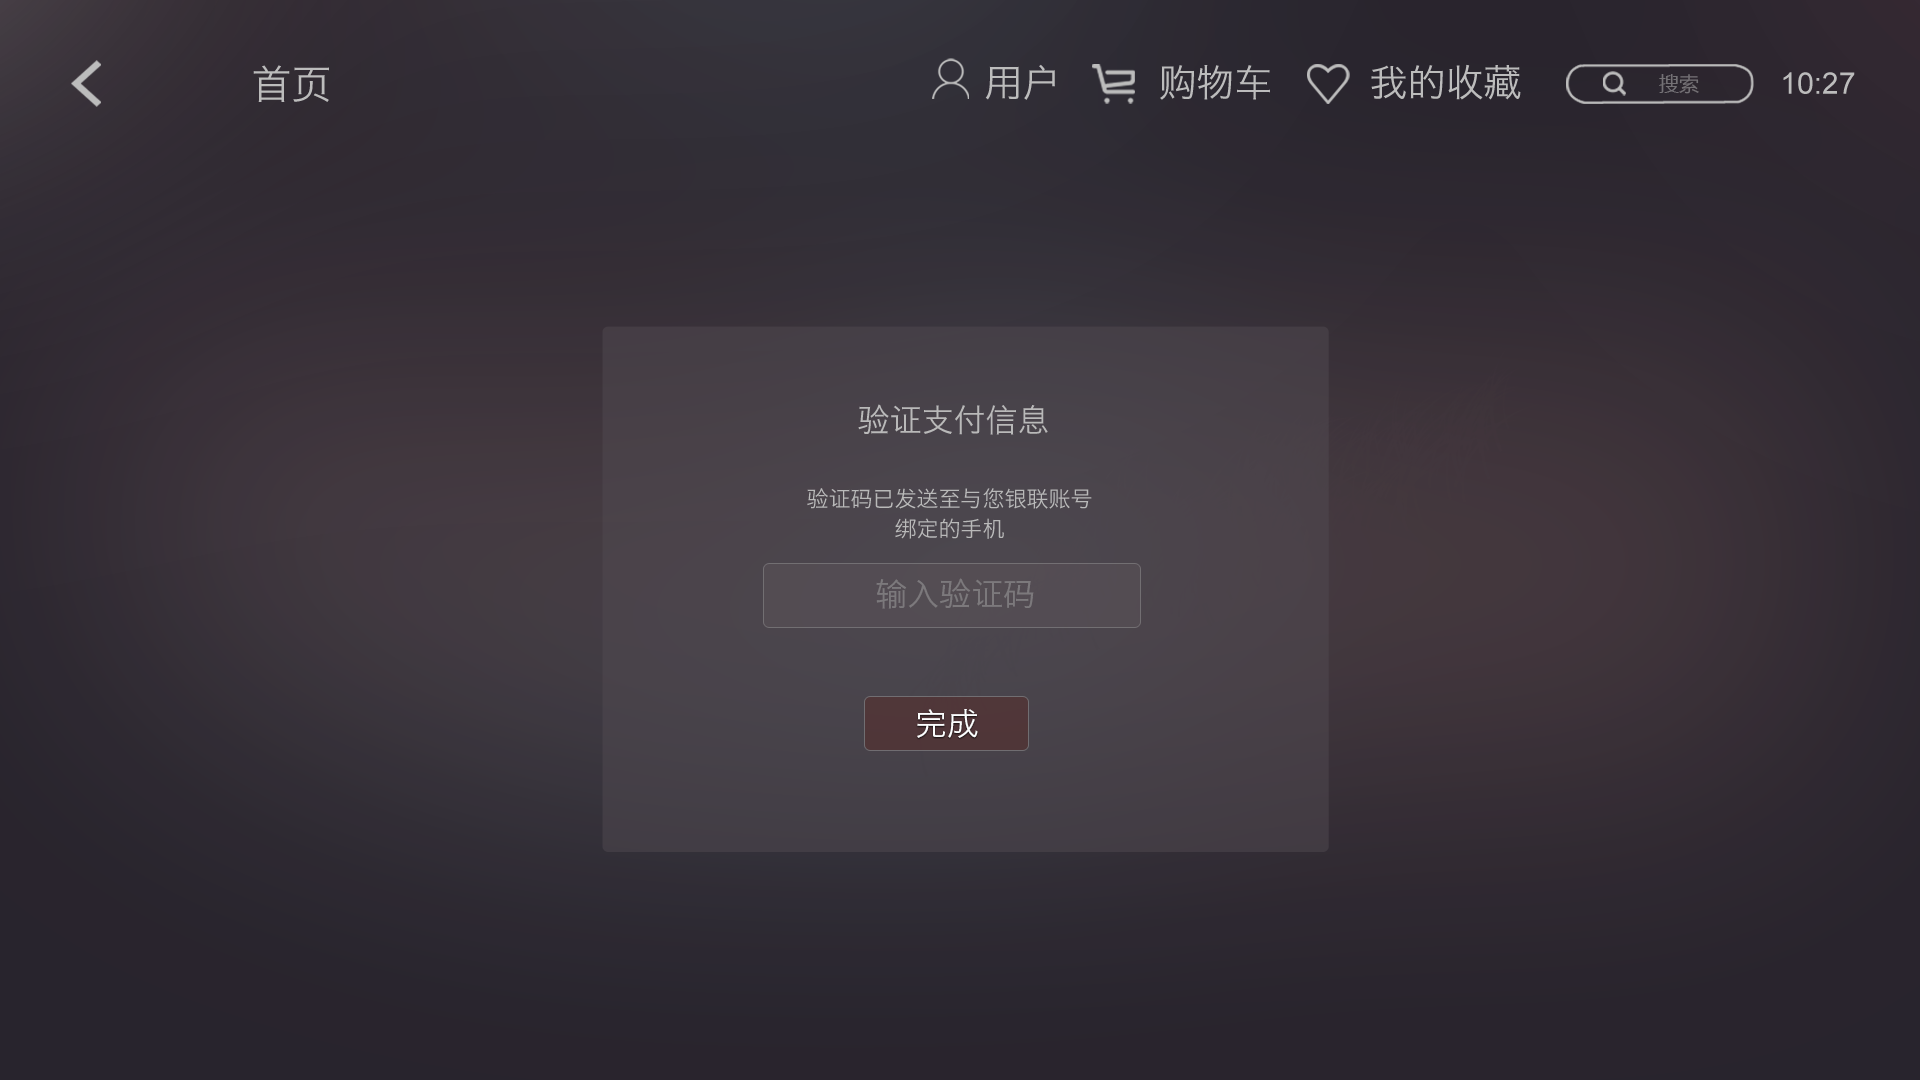 首页
用户
购物车
我的收藏
搜索
10:27
验证支付信息
验证码已发送至与您银联账号
绑定的手机
输入验证码
完成